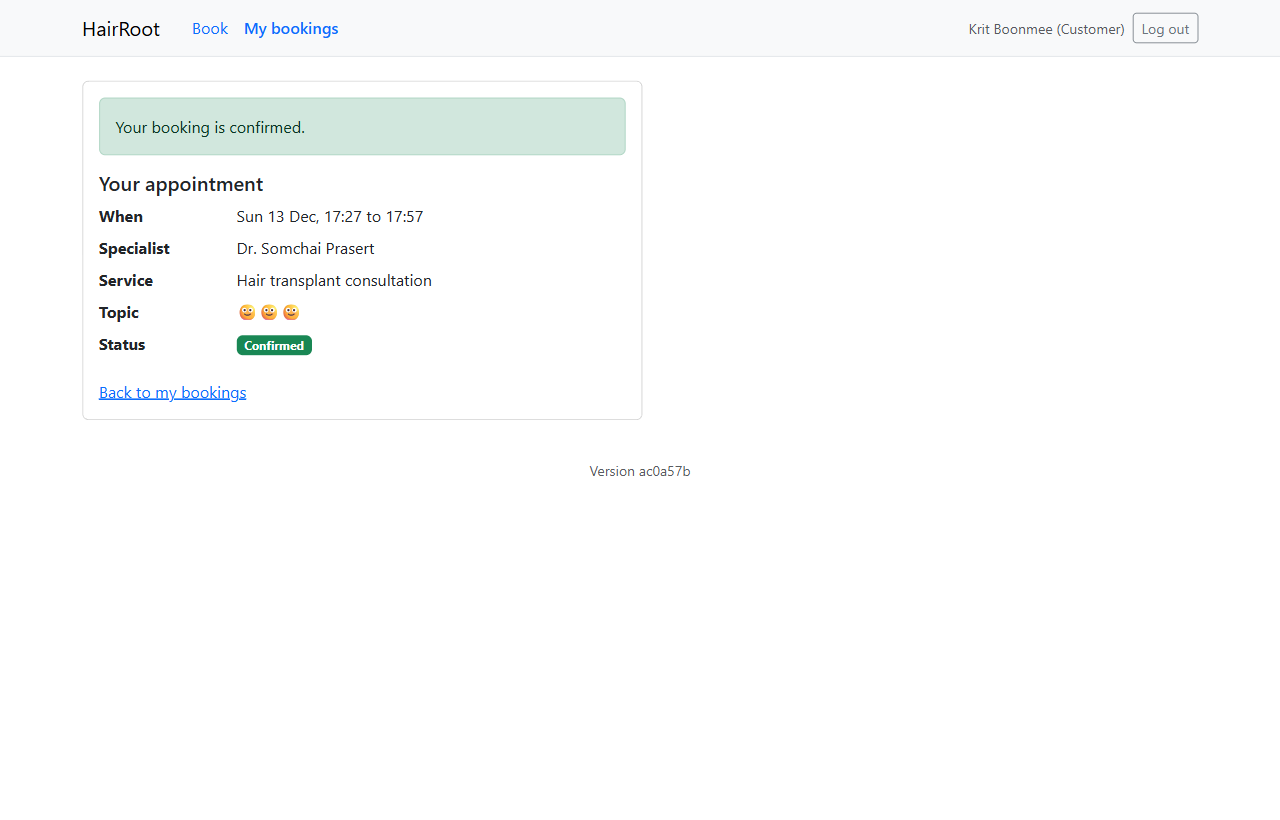 HairRoot Book My bookings Krit Boonmee (Customer) Log out
Your booking is confirmed.
Your appointment
When Sun 13 Dec, 17:27 to 17:57
Specialist Dr. Somchai Prasert
Service Hair transplant consultation
Topic
Status Confirmed
Back to my bookings
Version ac0a57b